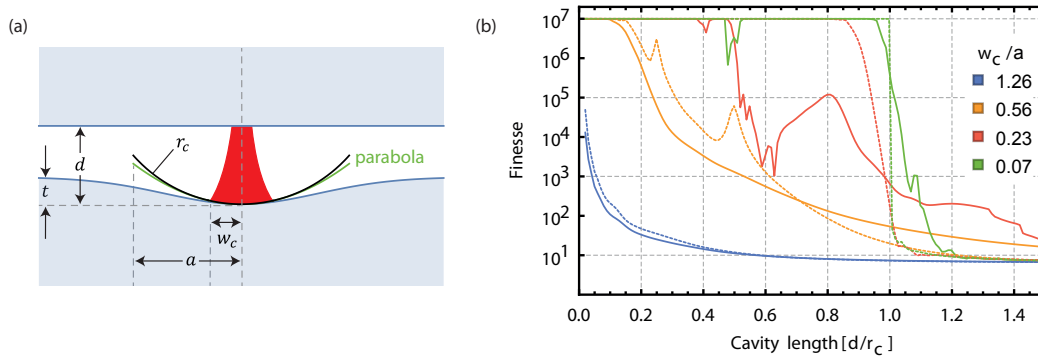 (a)
d
r_c
parabola
t
w_c
a
(b)
Finesse
10^7
10^6
10^5
10^4
10^3
10^2
10^1
w_c /a
1.26
0.56
0.23
0.07
0.0 0.2 0.4 0.6 0.8 1.0 1.2 1.4
Cavity length [d/r_c]